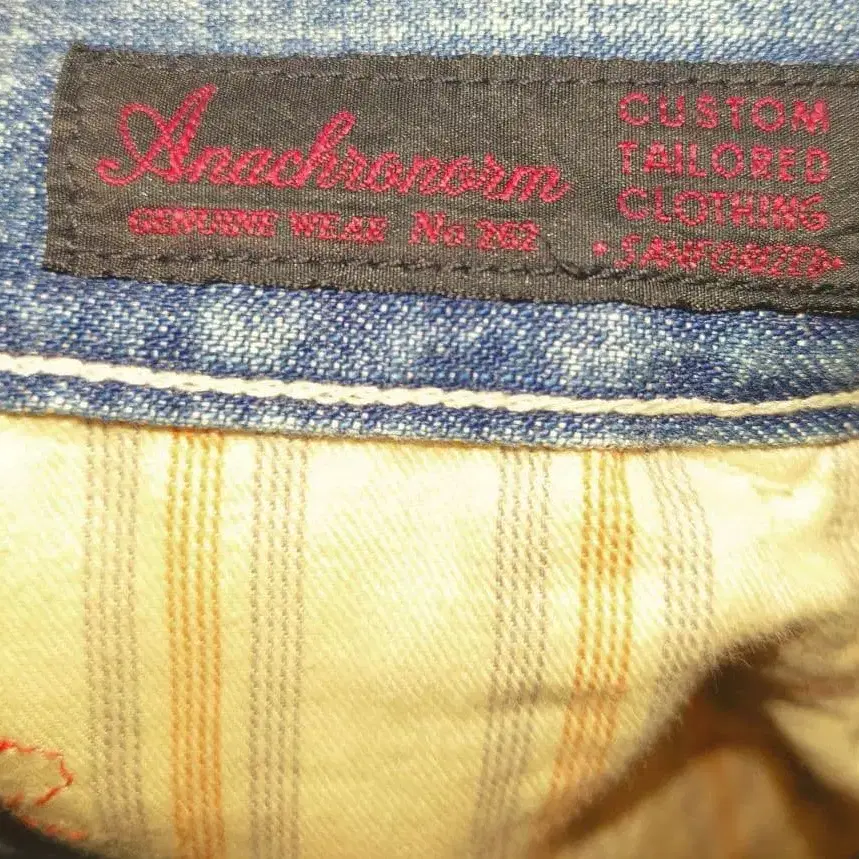 Anachronorm
GENUINE WEAR No.262
CUSTOM
TAILORED
CLOTHING
•SANFORIZED•